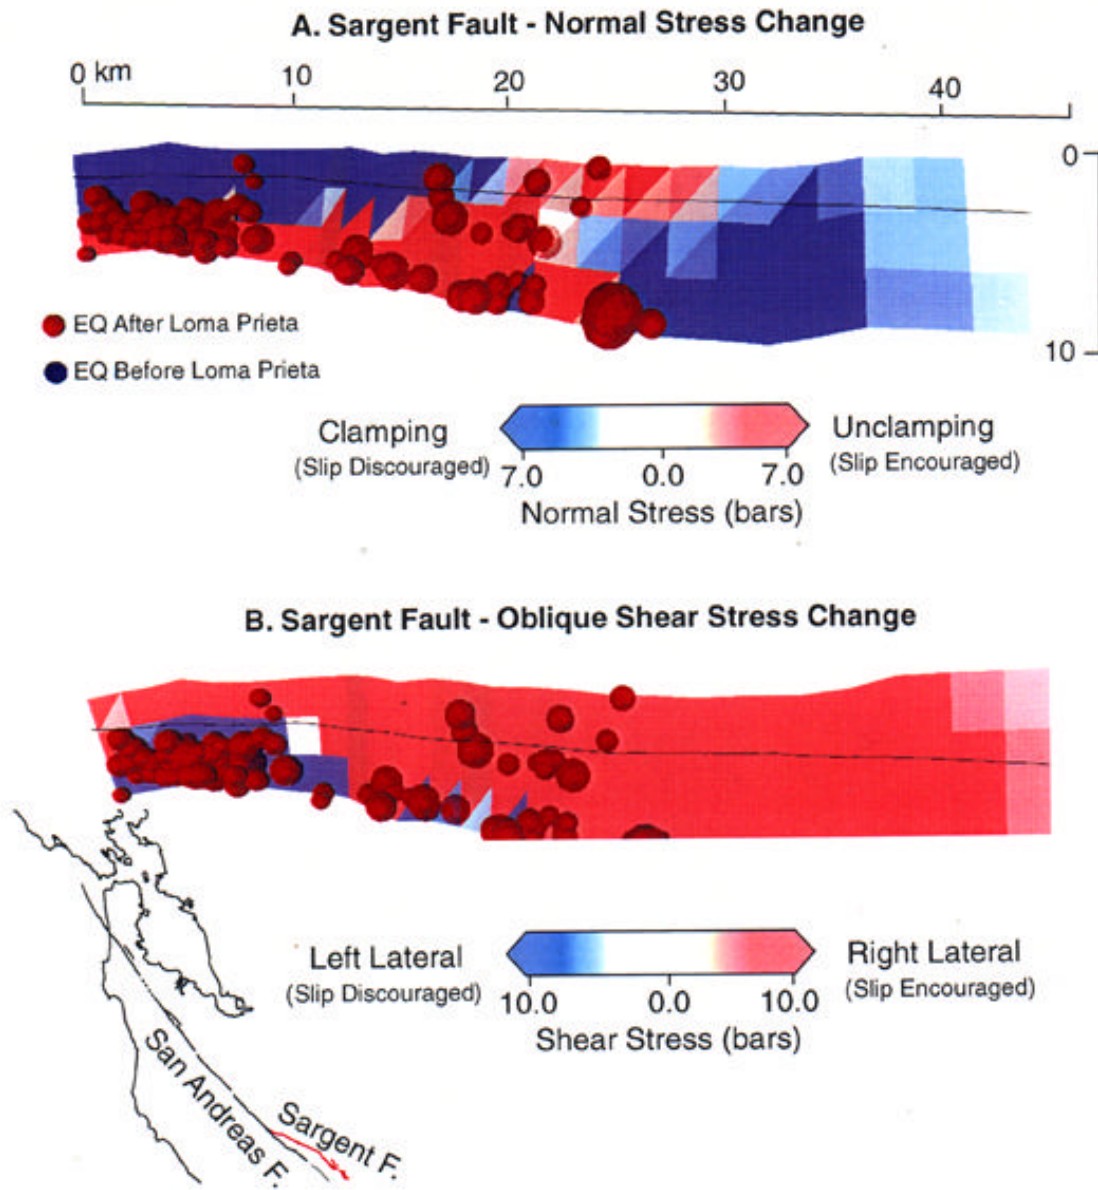 A. Sargent Fault - Normal Stress Change
0 km 10 20 30 40
0
10
EQ After Loma Prieta
EQ Before Loma Prieta
Clamping
(Slip Discouraged)
Unclamping
(Slip Encouraged)
7.0 0.0 7.0
Normal Stress (bars)
B. Sargent Fault - Oblique Shear Stress Change
Left Lateral
(Slip Discouraged)
Right Lateral
(Slip Encouraged)
10.0 0.0 10.0
Shear Stress (bars)
San Andreas F.
Sargent F.